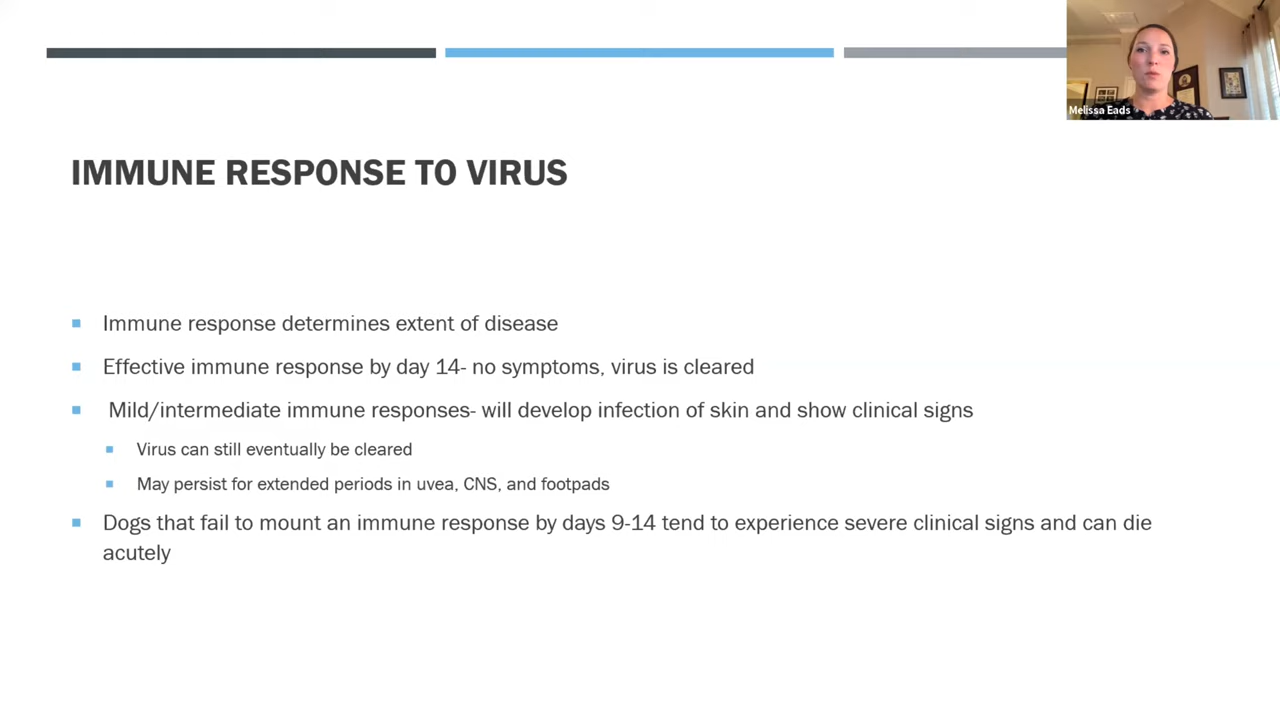 Melissa Eads
IMMUNE RESPONSE TO VIRUS
Immune response determines extent of disease
Effective immune response by day 14- no symptoms, virus is cleared
Mild/intermediate immune responses- will develop infection of skin and show clinical signs
Virus can still eventually be cleared
May persist for extended periods in uvea, CNS, and footpads
Dogs that fail to mount an immune response by days 9-14 tend to experience severe clinical signs and can die
acutely